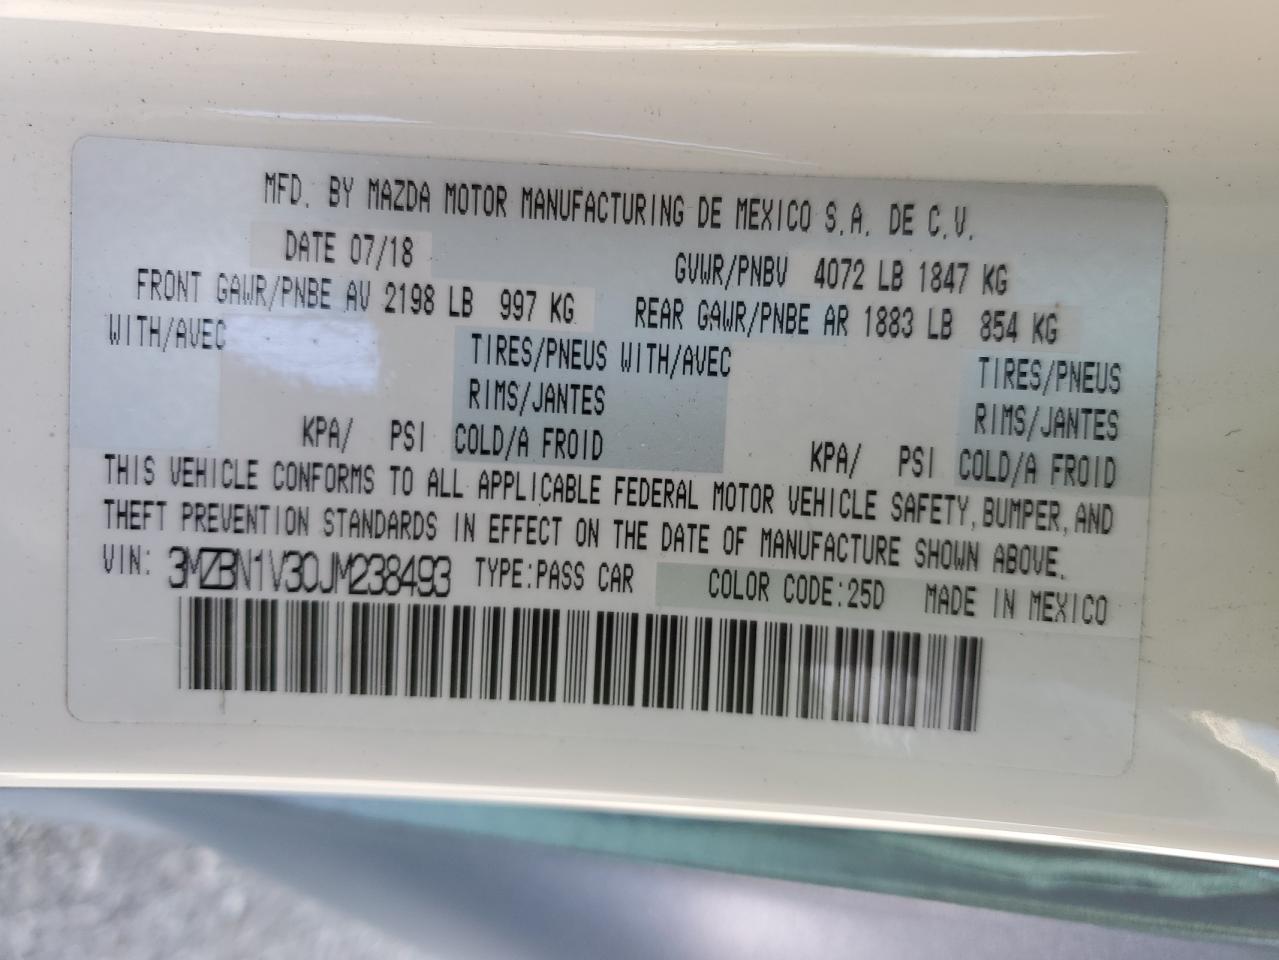 MFD. BY MAZDA MOTOR MANUFACTURING DE MEXICO S.A. DE C.V.
DATE 07/18 GVWR/PNBV 4072 LB 1847 KG
FRONT GAWR/PNBE AV 2198 LB 997 KG REAR GAWR/PNBE AR 1883 LB 854 KG
WITH/AVEC TIRES/PNEUS WITH/AVEC TIRES/PNEUS
RIMS/JANTES RIMS/JANTES
KPA/ PSI COLD/A FROID KPA/ PSI COLD/A FROID
THIS VEHICLE CONFORMS TO ALL APPLICABLE FEDERAL MOTOR VEHICLE SAFETY, BUMPER, AND
THEFT PREVENTION STANDARDS IN EFFECT ON THE DATE OF MANUFACTURE SHOWN ABOVE.
VIN: 3MZBN1V30JM238493 TYPE:PASS CAR COLOR CODE:25D MADE IN MEXICO